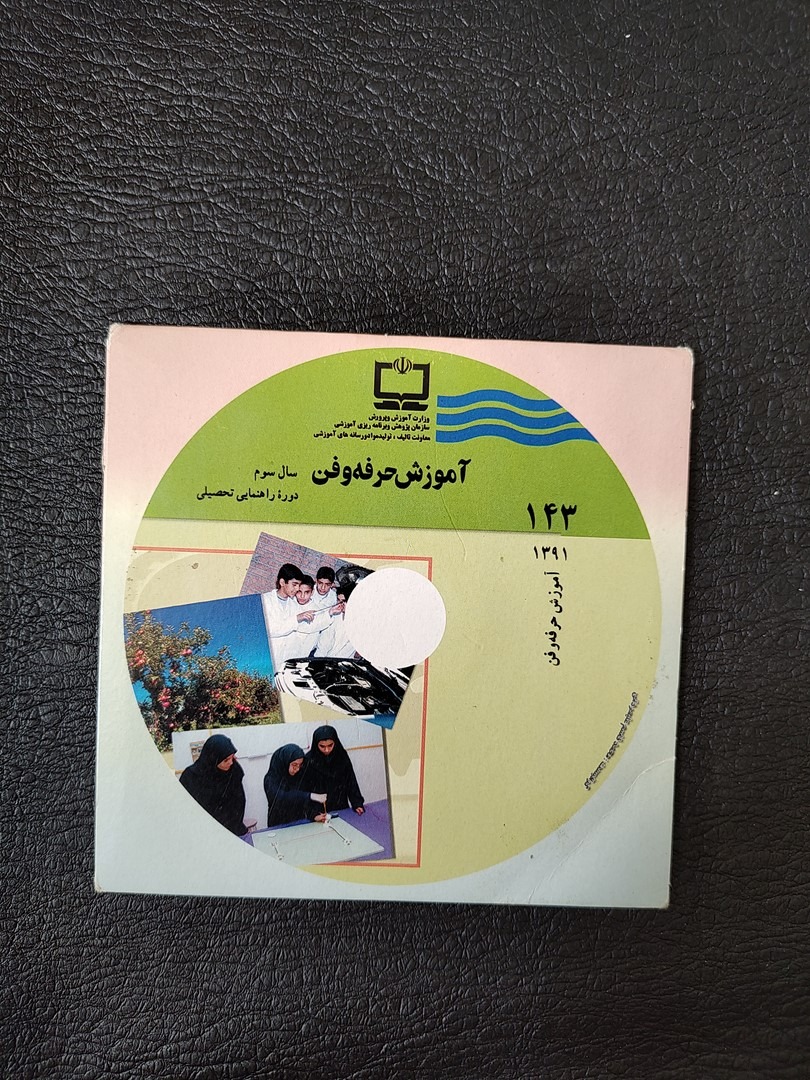 وزارت آموزش وپرورش
سازمان پژوهش وبرنامه ریزی آموزشی
معاونت تالیف ، تولیدموادورسانه های آموزشی
آموزش حرفه‌وفن
سال سوم
دورهٔ راهنمایی تحصیلی
۱۴۳
۱۳۹۱
آموزش حرفه‌وفن